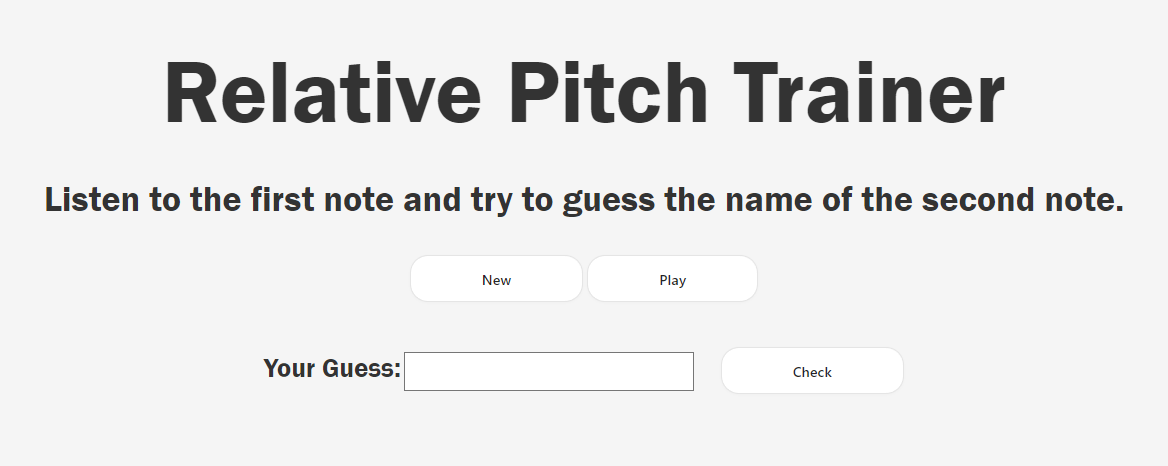 Relative Pitch Trainer
Listen to the first note and try to guess the name of the second note.
New Play
Your Guess: Check